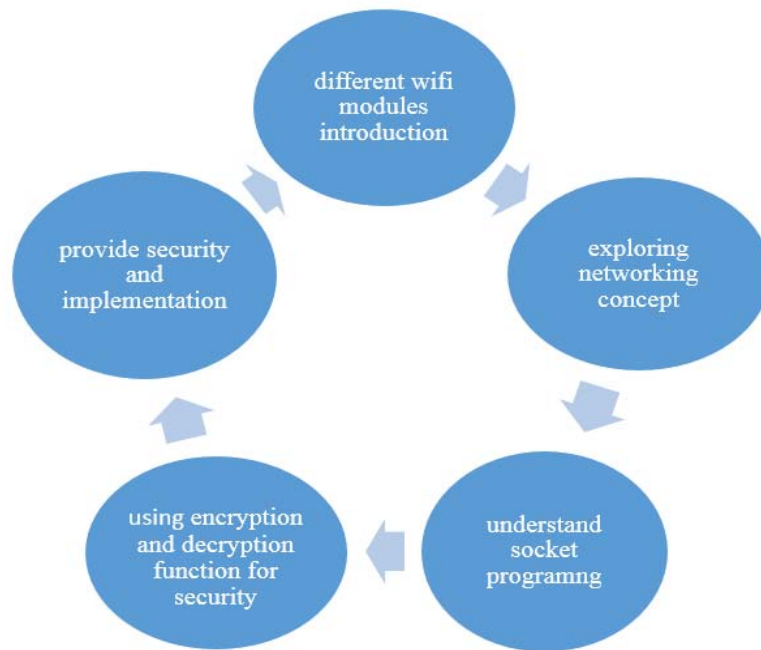 different wifi
modules
introduction
exploring
networking
concept
understand
socket
programng
using encryption
and decryption
function for
security
provide security
and
implementation